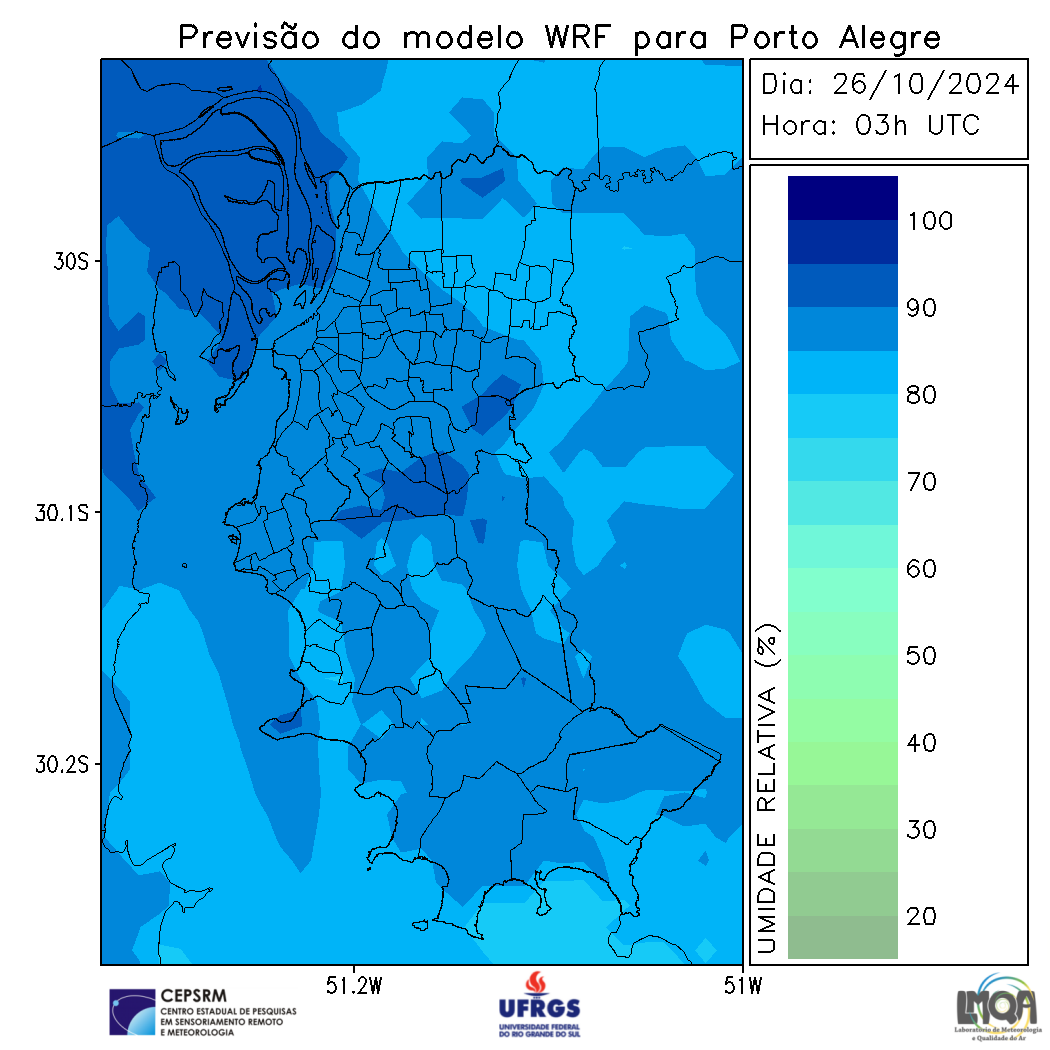 Previsão do modelo WRF para Porto Alegre
Dia: 26/10/2024
Hora: 03h UTC
100
90
80
70
60
50
40
30
20
UMIDADE RELATIVA (%)
30S
30.1S
30.2S
51.2W
51W
CEPSRM
CENTRO ESTADUAL DE PESQUISAS
EM SENSORIAMENTO REMOTO
E METEOROLOGIA
UFRGS
UNIVERSIDADE FEDERAL
DO RIO GRANDE DO SUL
LMQA
Laboratório de Meteorologia
e Qualidade do Ar